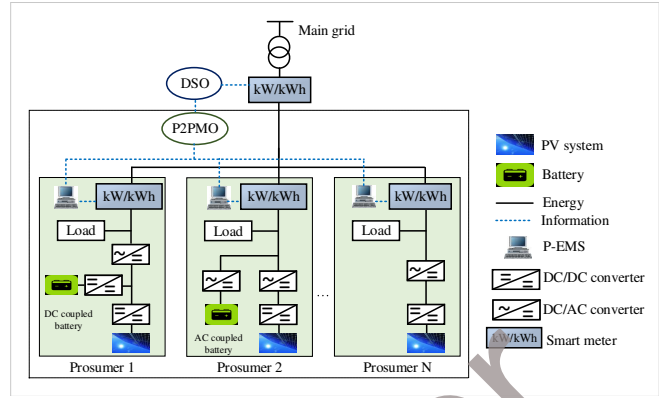 Main grid
DSO
kW/kWh
P2PMO
PV system
Battery
Energy
Information
P-EMS
DC/DC converter
DC/AC converter
kW/kWh
Smart meter
kW/kWh
kW/kWh
kW/kWh
Load
Load
Load
DC coupled
battery
AC coupled
battery
...
Prosumer 1
Prosumer 2
Prosumer N